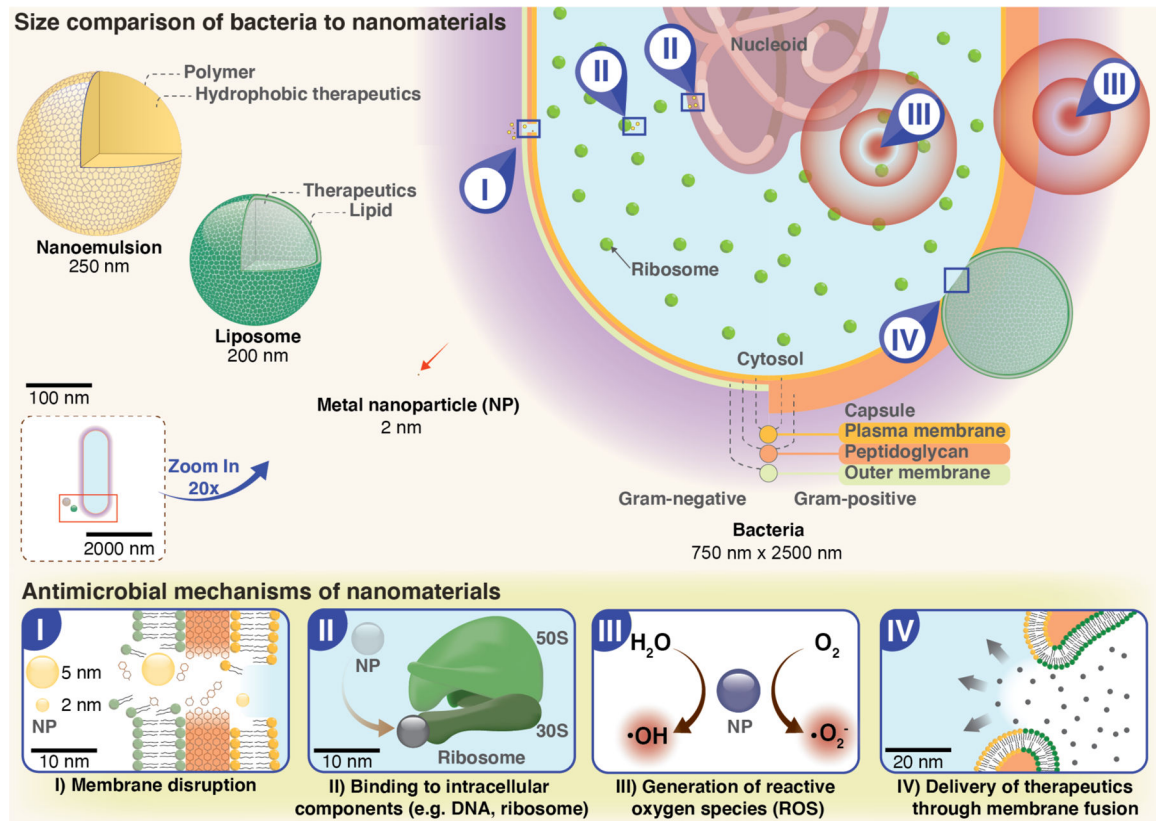 Size comparison of bacteria to nanomaterials
Polymer
Hydrophobic therapeutics
Nanoemulsion
250 nm
Therapeutics
Lipid
Liposome
200 nm
Metal nanoparticle (NP)
2 nm
100 nm
Zoom In
20x
2000 nm
Nucleoid
I
II
II
III
III
IV
Ribosome
Cytosol
Capsule
Plasma membrane
Peptidoglycan
Outer membrane
Gram-negative
Gram-positive
Bacteria
750 nm x 2500 nm
Antimicrobial mechanisms of nanomaterials
I
5 nm
2 nm
NP
10 nm
I) Membrane disruption
II
NP
50S
30S
Ribosome
10 nm
II) Binding to intracellular
components (e.g. DNA, ribosome)
III
H₂O
O₂
NP
·OH
·O₂⁻
III) Generation of reactive
oxygen species (ROS)
IV
20 nm
IV) Delivery of therapeutics
through membrane fusion